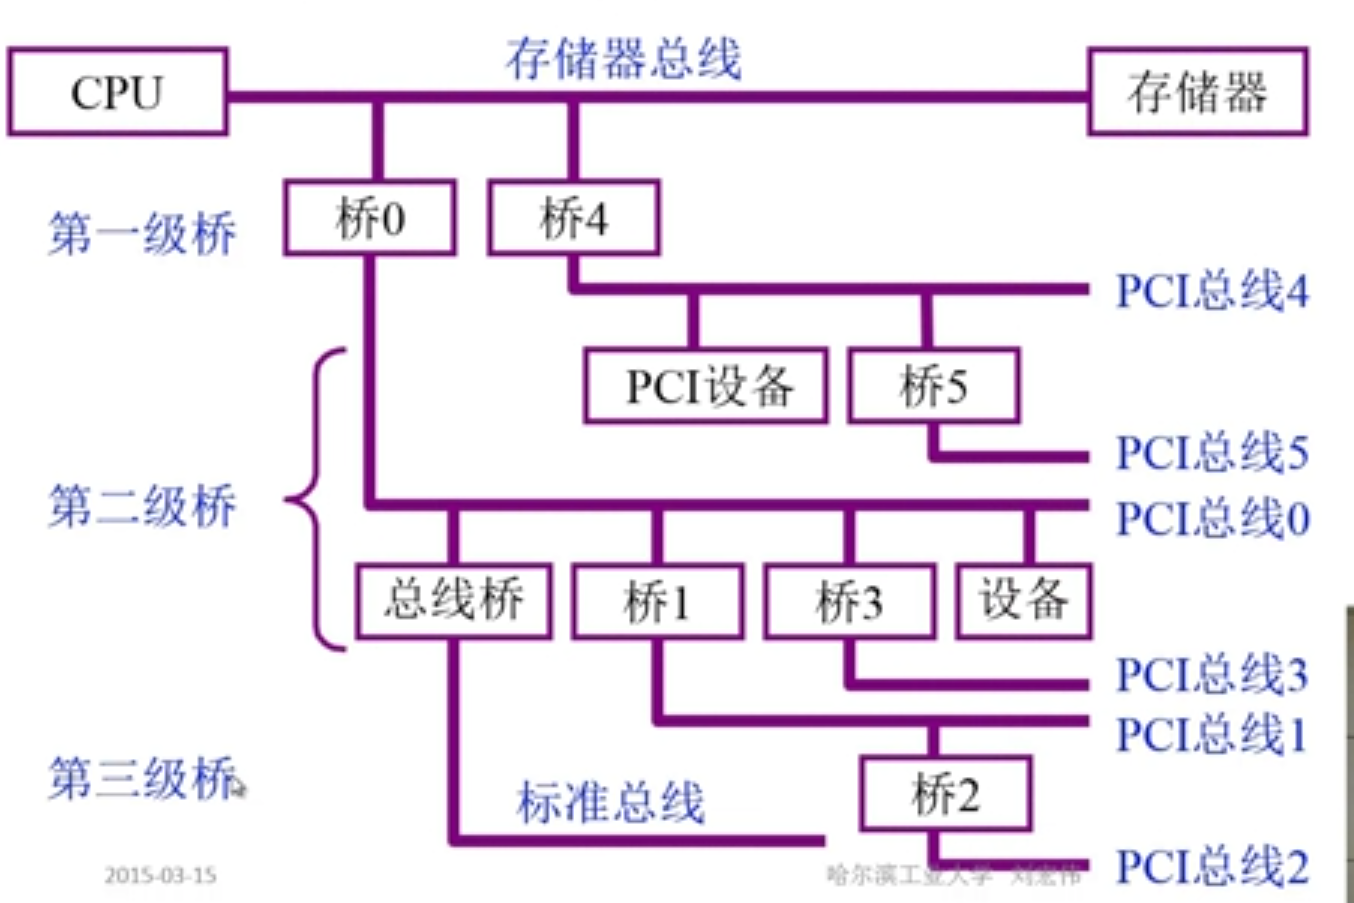 存储器总线
CPU
存储器
第一级桥
桥0
桥4
PCI总线4
PCI设备
桥5
PCI总线5
第二级桥
PCI总线0
总线桥
桥1
桥3
设备
PCI总线3
PCI总线1
第三级桥
标准总线
桥2
PCI总线2
2015-03-15
哈尔滨工业大学 刘宏伟